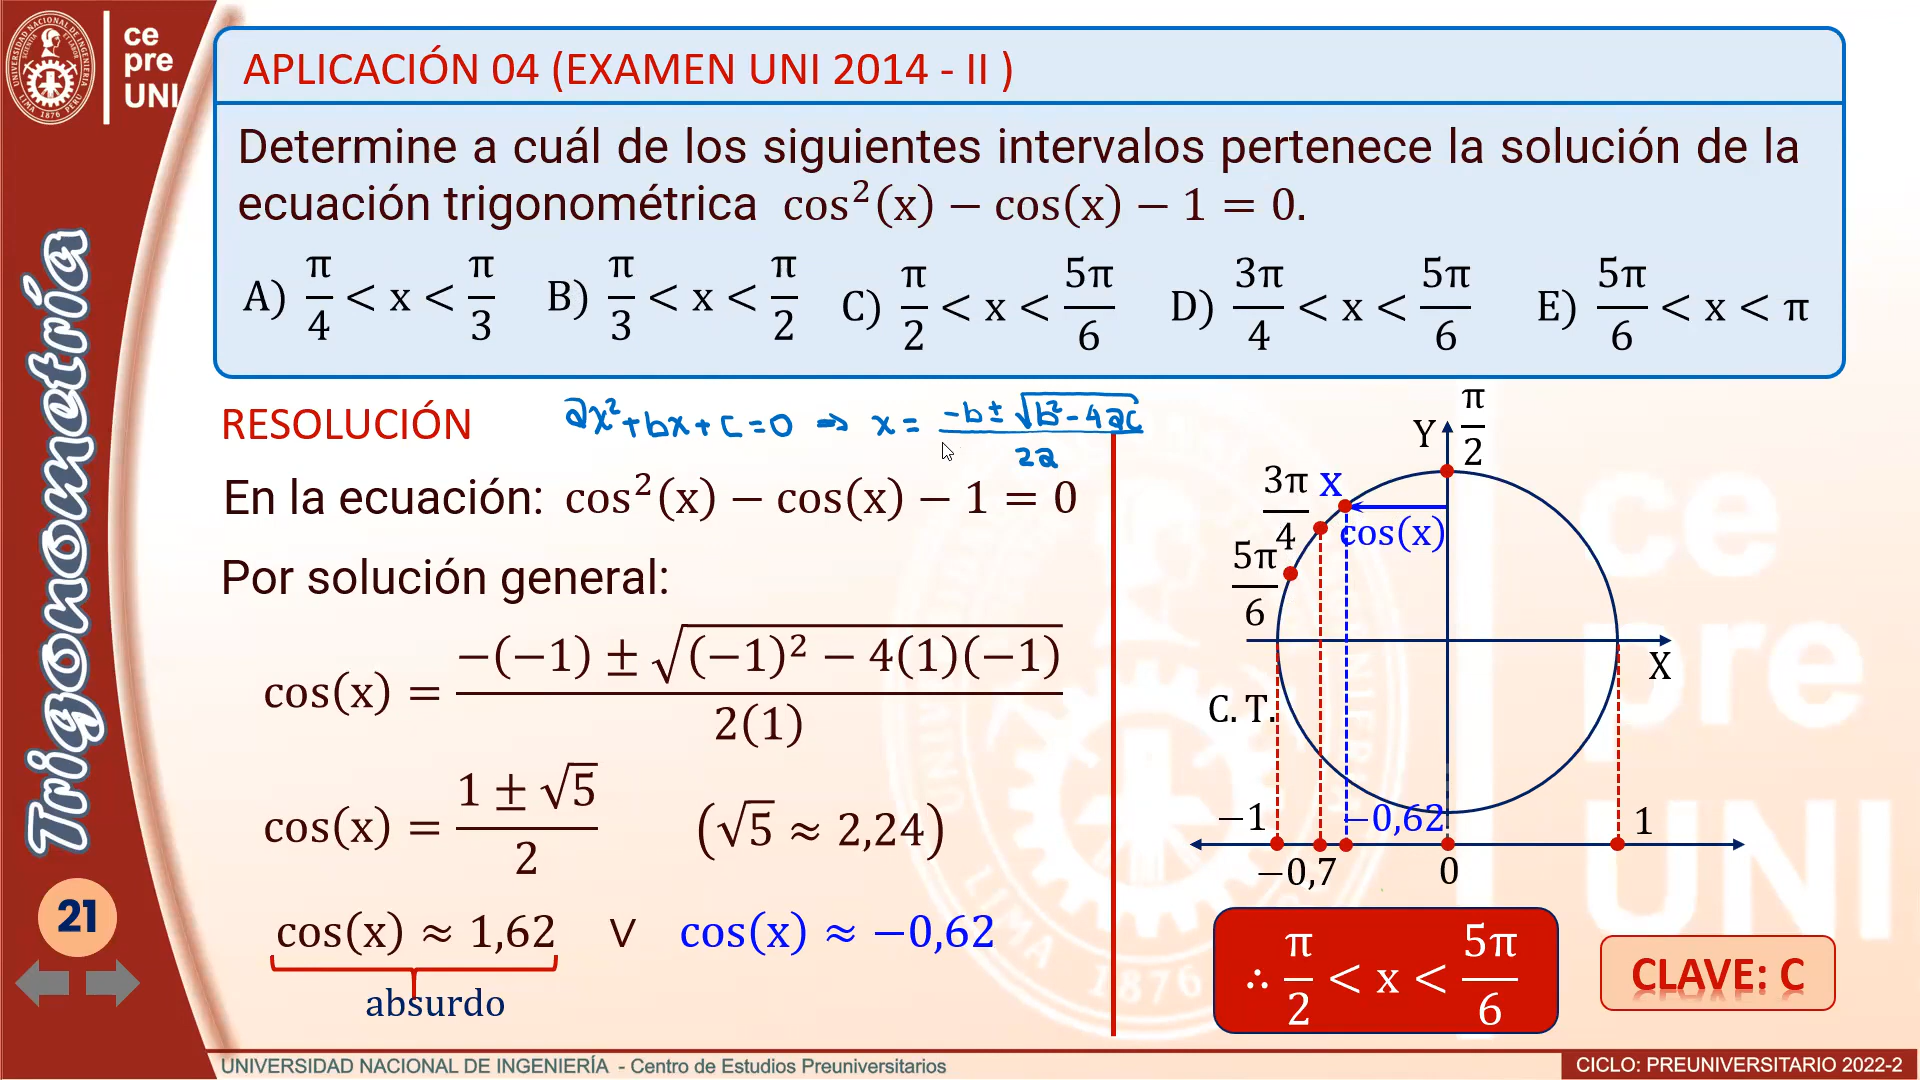 ce
pre
UNI
APLICACIÓN 04 (EXAMEN UNI 2014 - II )
Determine a cuál de los siguientes intervalos pertenece la solución de la
ecuación trigonométrica cos²(x) − cos(x) − 1 = 0.
A) π/4 < x < π/3 B) π/3 < x < π/2 C) π/2 < x < 5π/6 D) 3π/4 < x < 5π/6 E) 5π/6 < x < π
RESOLUCIÓN
ax²+bx+c=0 ⇒ x = (-b ± √(b²-4ac))/2a
En la ecuación: cos²(x) − cos(x) − 1 = 0
Por solución general:
cos(x) = (−(−1) ± √((−1)² − 4(1)(−1)))/2(1)
cos(x) = (1 ± √5)/2 (√5 ≈ 2,24)
cos(x) ≈ 1,62 ∨ cos(x) ≈ −0,62
absurdo
Y
π/2
3π/4
x
cos(x)
5π/6
X
C. T.
−1
−0,62
1
−0,7
0
∴ π/2 < x < 5π/6
CLAVE: C
Trigonometría
21
UNIVERSIDAD NACIONAL DE INGENIERÍA - Centro de Estudios Preuniversitarios
CICLO: PREUNIVERSITARIO 2022-2
ce
pre
UNI
LIMA 1876